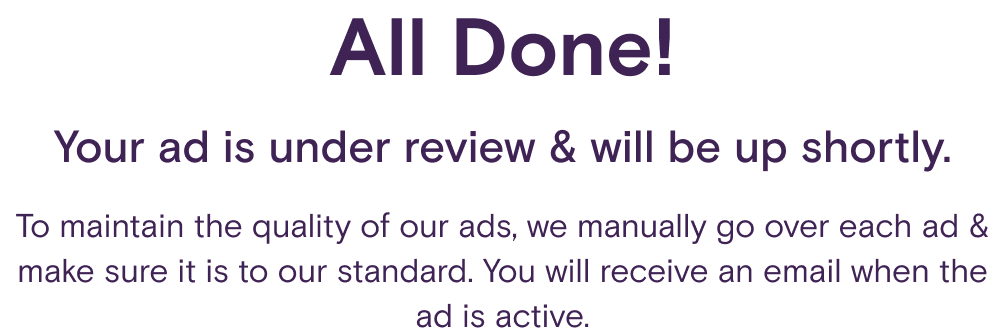 All Done!
Your ad is under review & will be up shortly.
To maintain the quality of our ads, we manually go over each ad &
make sure it is to our standard. You will receive an email when the
ad is active.